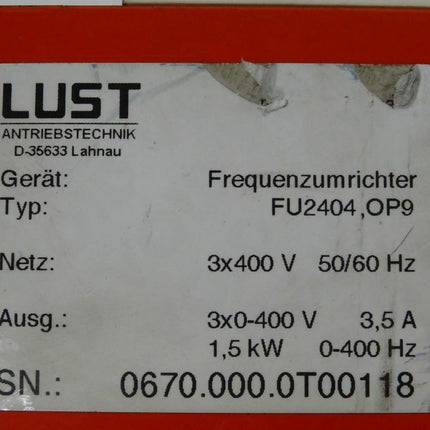 LUST
ANTRIEBSTECHNIK
D-35633 Lahnau
Gerät: Frequenzumrichter
Typ: FU2404,OP9
Netz: 3x400 V 50/60 Hz
Ausg.: 3x0-400 V 3,5 A
1,5 kW 0-400 Hz
SN.: 0670.000.0T00118